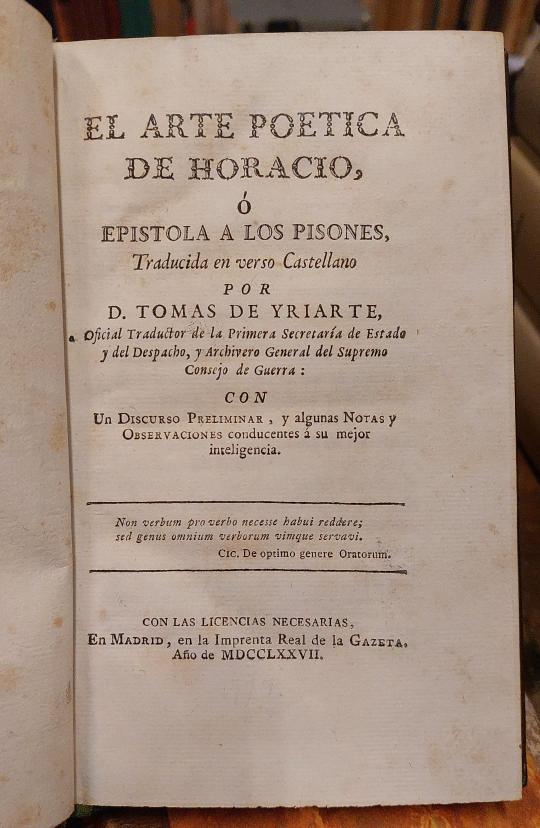 EL ARTE POETICA
DE HORACIO,
ó
EPISTOLA A LOS PISONES,
Traducida en verso Castellano
POR
D. TOMAS DE YRIARTE,
Oficial Traductor de la Primera Secretaría de Estado
y del Despacho, y Archivero General del Supremo
Consejo de Guerra:
CON
Un Discurso Preliminar, y algunas Notas y
Observaciones conducentes á su mejor
inteligencia.
Non verbum pro verbo necesse habui reddere;
sed genus omnium verborum vimque servavi.
Cic. De optimo genere Oratorum.
CON LAS LICENCIAS NECESARIAS,
En Madrid, en la Imprenta Real de la Gazeta,
Año de MDCCLXXVII.